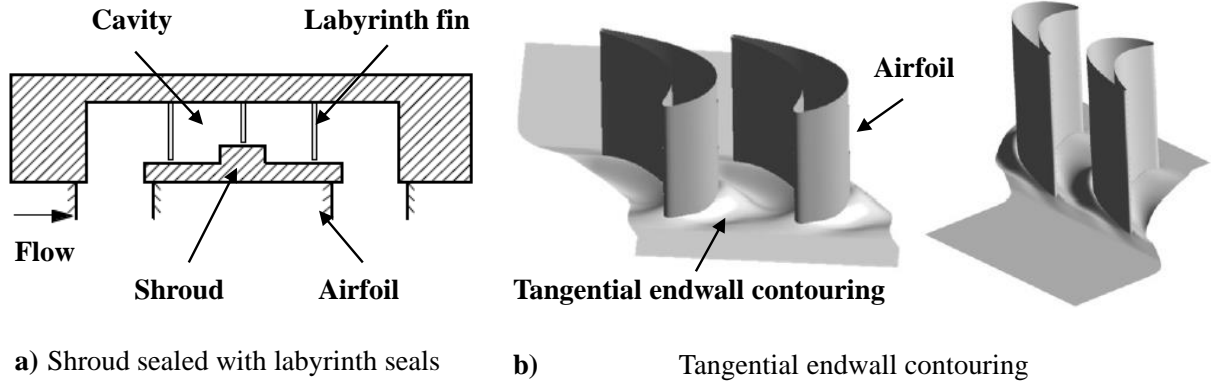 Cavity
Labyrinth fin
Airfoil
Flow
Shroud
Airfoil
Tangential endwall contouring
a) Shroud sealed with labyrinth seals
b) Tangential endwall contouring